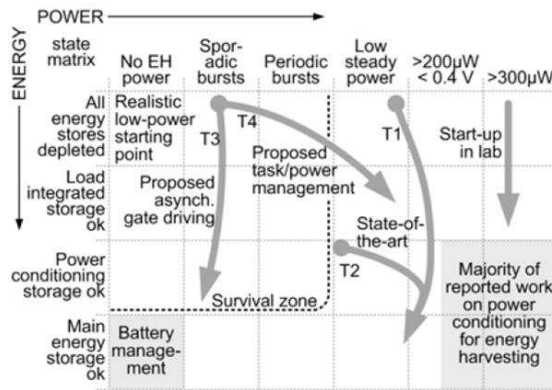 POWER
ENERGY
state
matrix
No EH
power
Spor-
adic
bursts
Periodic
bursts
Low
steady
power
>200µW
< 0.4 V
>300µW
All
energy
stores
depleted
Realistic
low-power
starting
point
T3
T4
T1
Start-up
in lab
Proposed
task/power
management
Load
integrated
storage
ok
Proposed
asynch.
gate driving
State-of-
the-art
Power
conditioning
storage ok
T2
Survival zone
Majority of
reported work
on power
conditioning
for energy
harvesting
Main
energy
storage
ok
Battery
manage-
ment